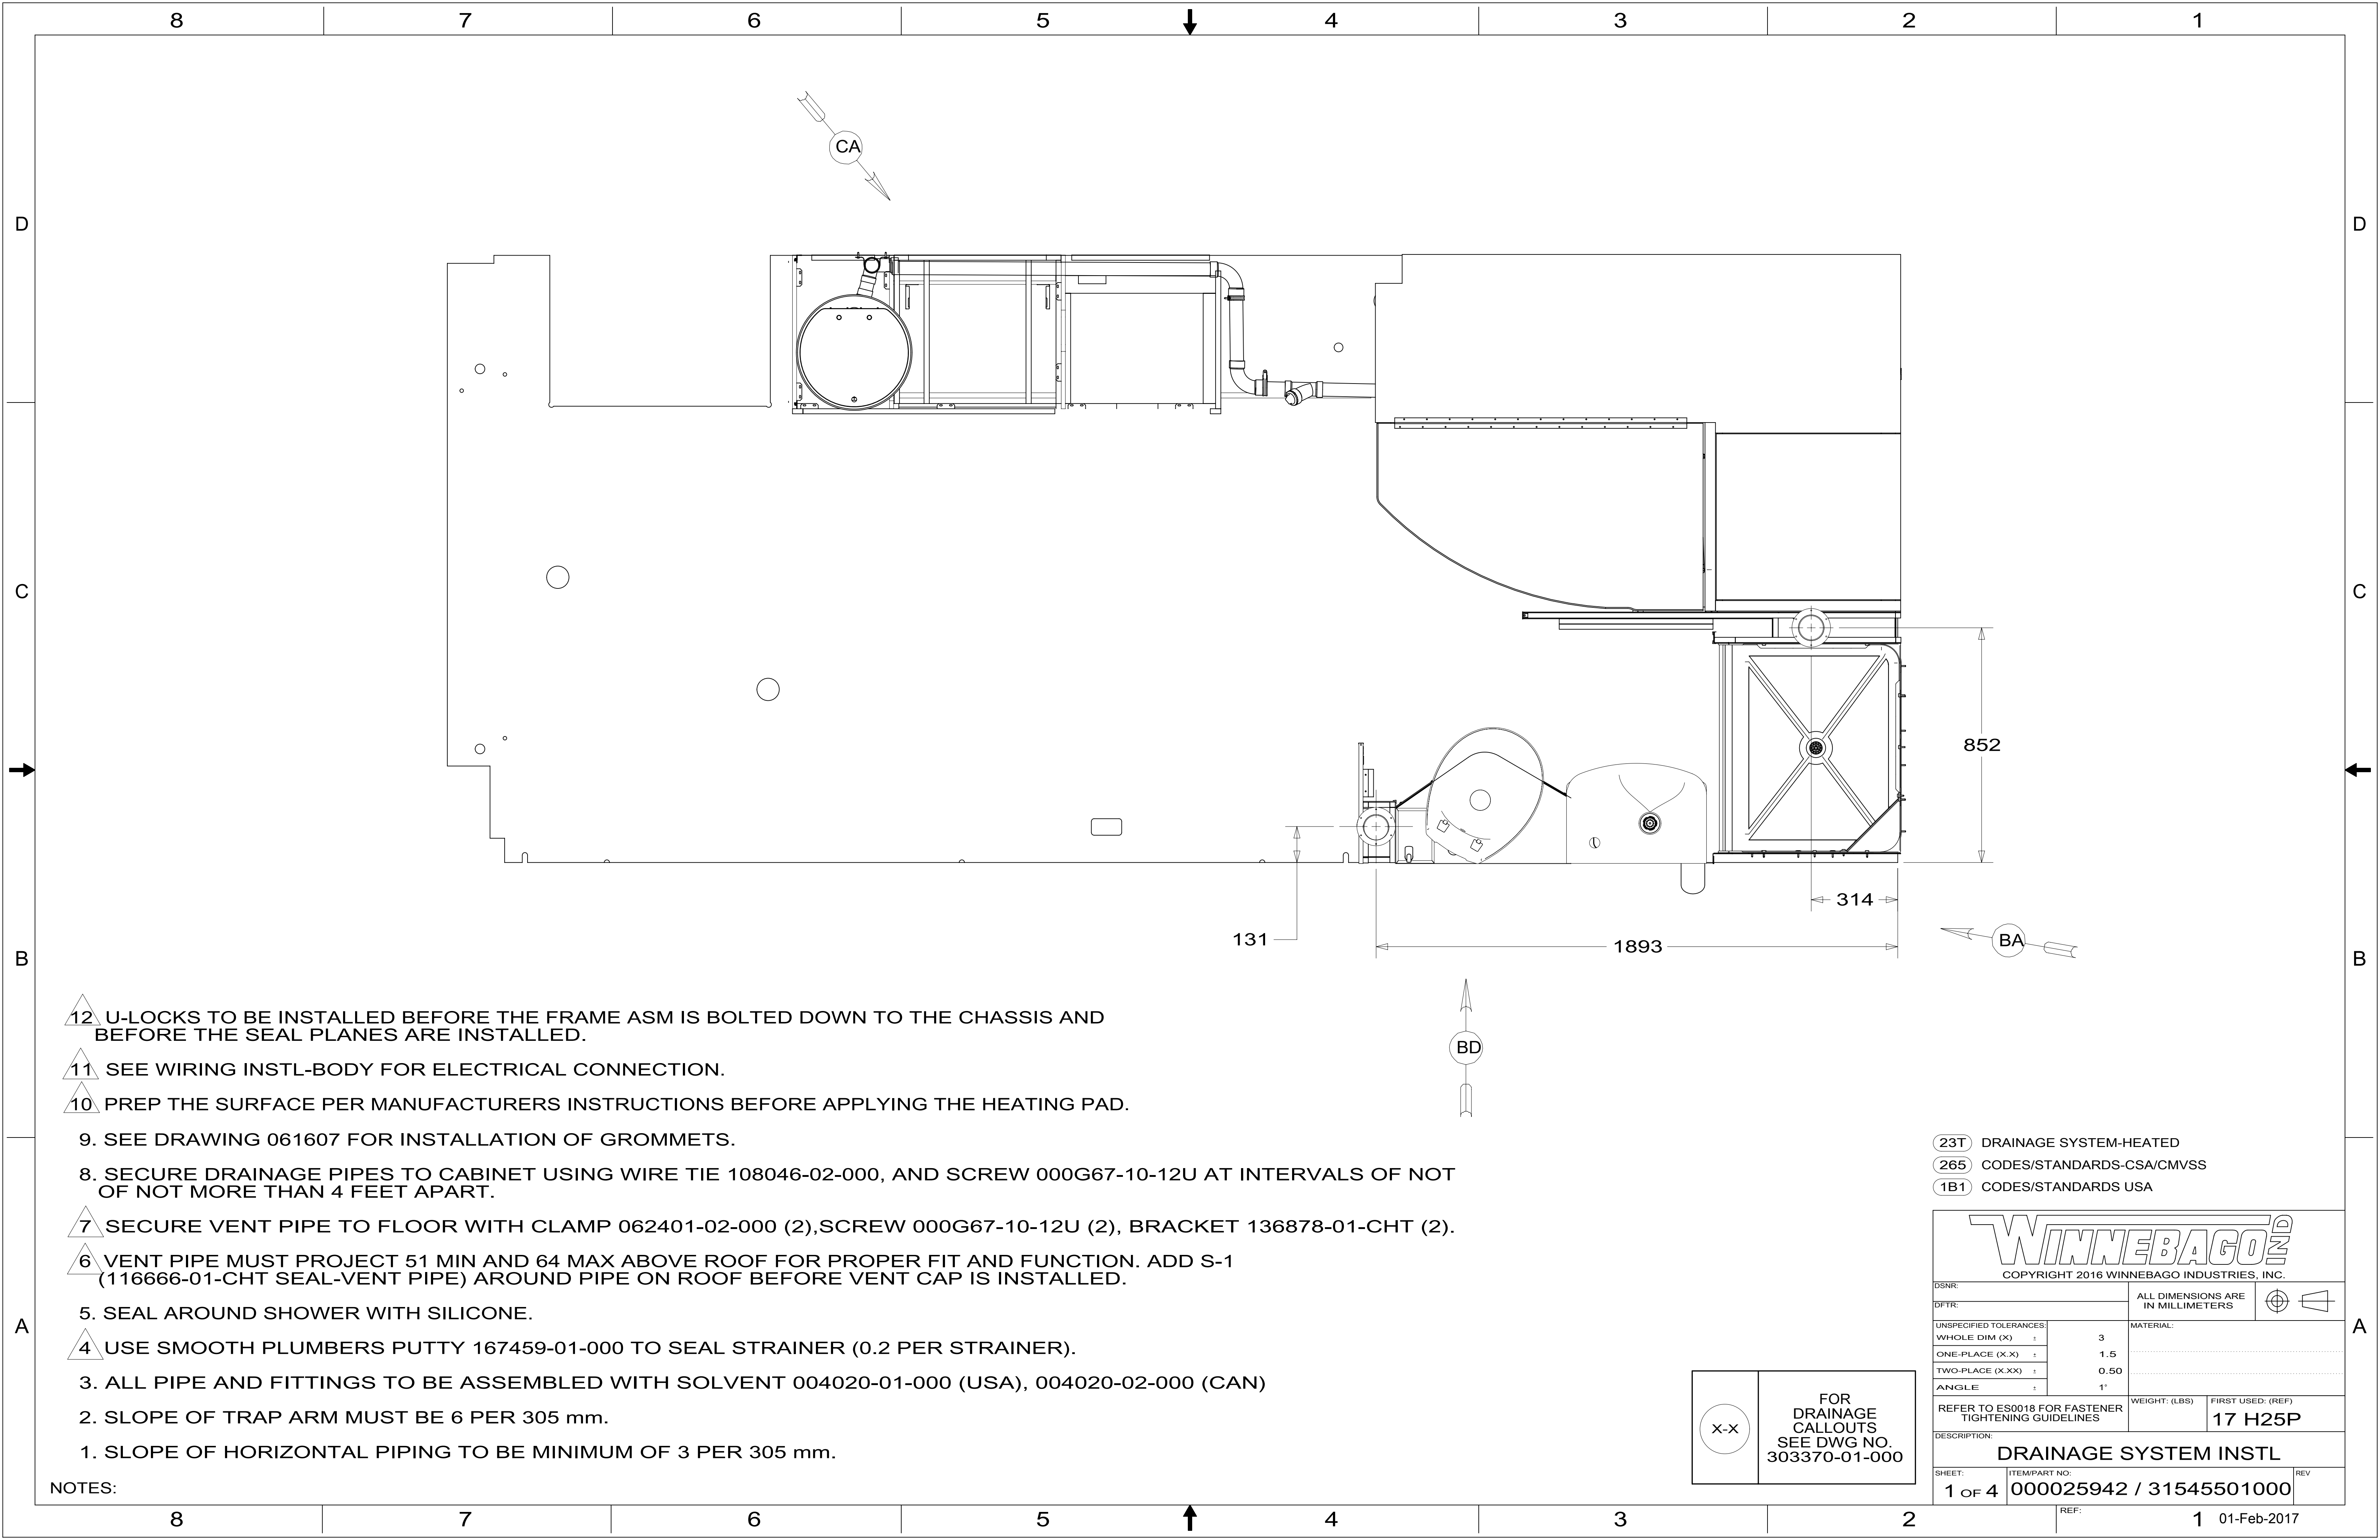 8 7 6 5 4 3 2 1
CA
D D
C C
852
314
131
1893
BA
B B
BD
12 U-LOCKS TO BE INSTALLED BEFORE THE FRAME ASM IS BOLTED DOWN TO THE CHASSIS AND
BEFORE THE SEAL PLANES ARE INSTALLED.
11 SEE WIRING INSTL-BODY FOR ELECTRICAL CONNECTION.
10 PREP THE SURFACE PER MANUFACTURERS INSTRUCTIONS BEFORE APPLYING THE HEATING PAD.
9. SEE DRAWING 061607 FOR INSTALLATION OF GROMMETS.
8. SECURE DRAINAGE PIPES TO CABINET USING WIRE TIE 108046-02-000, AND SCREW 000G67-10-12U AT INTERVALS OF NOT
OF NOT MORE THAN 4 FEET APART.
7 SECURE VENT PIPE TO FLOOR WITH CLAMP 062401-02-000 (2),SCREW 000G67-10-12U (2), BRACKET 136878-01-CHT (2).
6 VENT PIPE MUST PROJECT 51 MIN AND 64 MAX ABOVE ROOF FOR PROPER FIT AND FUNCTION. ADD S-1
(116666-01-CHT SEAL-VENT PIPE) AROUND PIPE ON ROOF BEFORE VENT CAP IS INSTALLED.
5. SEAL AROUND SHOWER WITH SILICONE.
4 USE SMOOTH PLUMBERS PUTTY 167459-01-000 TO SEAL STRAINER (0.2 PER STRAINER).
3. ALL PIPE AND FITTINGS TO BE ASSEMBLED WITH SOLVENT 004020-01-000 (USA), 004020-02-000 (CAN)
2. SLOPE OF TRAP ARM MUST BE 6 PER 305 mm.
1. SLOPE OF HORIZONTAL PIPING TO BE MINIMUM OF 3 PER 305 mm.
NOTES:
A A
X-X
FOR
DRAINAGE
CALLOUTS
SEE DWG NO.
303370-01-000
23T DRAINAGE SYSTEM-HEATED
265 CODES/STANDARDS-CSA/CMVSS
1B1 CODES/STANDARDS USA
WINNEBAGO IND
COPYRIGHT 2016 WINNEBAGO INDUSTRIES, INC.
DSNR:
DFTR:
ALL DIMENSIONS ARE
IN MILLIMETERS
UNSPECIFIED TOLERANCES:
WHOLE DIM (X) ± 3
ONE-PLACE (X.X) ± 1.5
TWO-PLACE (X.XX) ± 0.50
ANGLE ± 1°
MATERIAL:
REFER TO ES0018 FOR FASTENER
TIGHTENING GUIDELINES
WEIGHT: (LBS)
FIRST USED: (REF)
17 H25P
DESCRIPTION:
DRAINAGE SYSTEM INSTL
SHEET:
1 OF 4
ITEM/PART NO:
000025942 / 31545501000
REV
REF:
8 7 6 5 4 3 2 1
01-Feb-2017